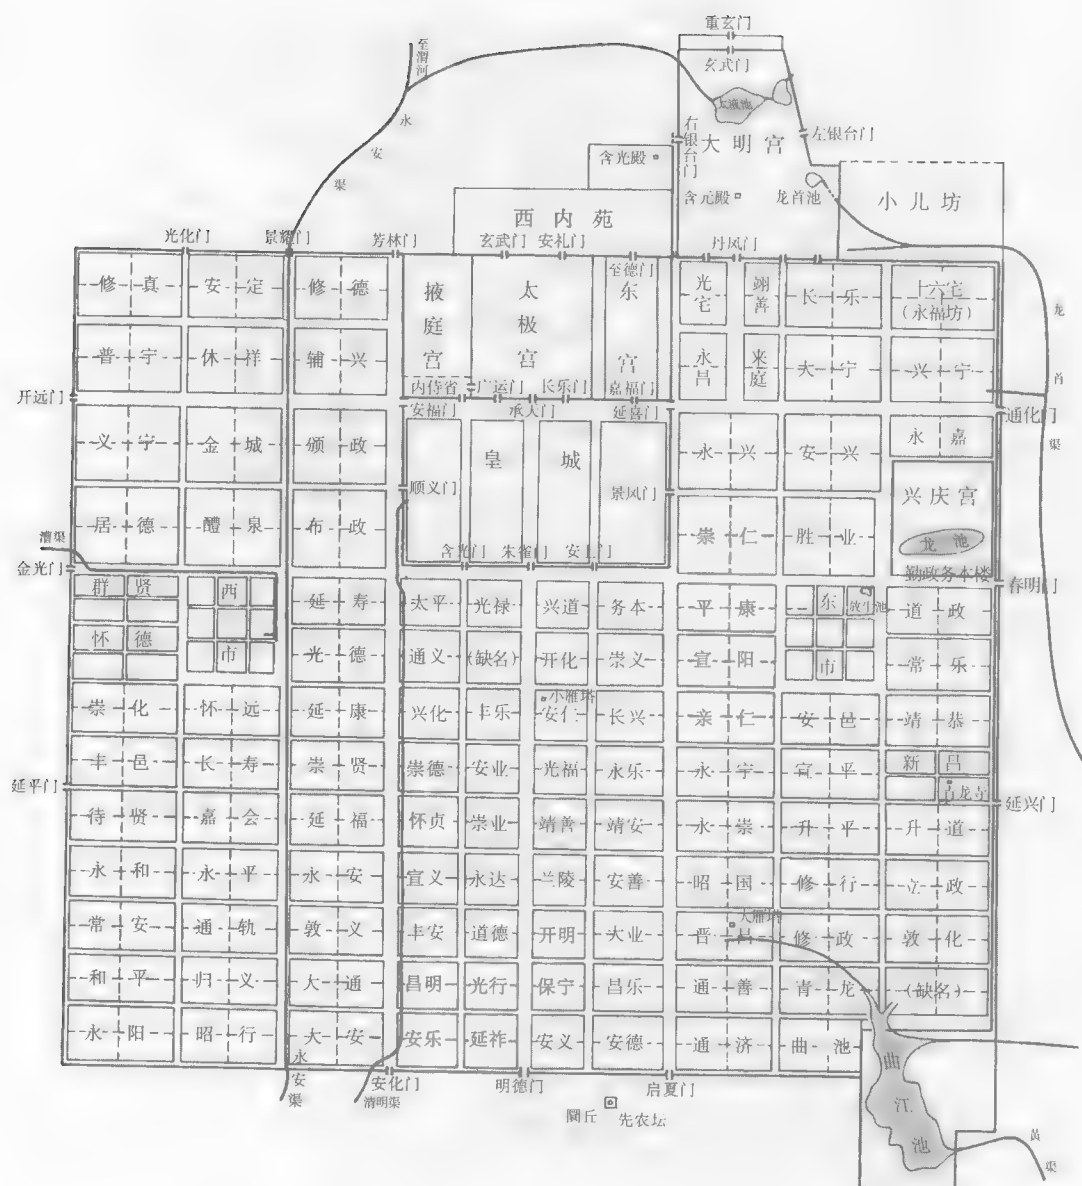 重玄门
至渭河
玄武门
太液池
永安渠
右银台门
大明宫
左银台门
含光殿
含元殿
龙首池
小儿坊
西内苑
光化门
景耀门
芳林门
玄武门
安礼门
丹凤门
至德门
修真
安定
修德
掖庭宫
太极宫
东宫
光宅
翊善
长乐
十六宅
(永福坊)
龙首渠
普宁
休祥
辅兴
永昌
来庭
大宁
兴宁
内侍省
广运门
长乐门
嘉福门
开远门
安福门
承天门
延喜门
通化门
义宁
金城
颁政
皇城
永兴
安兴
永嘉
顺义门
景风门
兴庆宫
居德
醴泉
布政
崇仁
胜业
龙池
漕渠
含光门
朱雀门
安上门
金光门
勤政务本楼
春明门
群贤
西市
延寿
太平
光禄
兴道
务本
平康
东市
放生池
道政
怀德
光德
通义
(缺名)
开化
崇义
宣阳
常乐
小雁塔
崇化
怀远
延康
兴化
丰乐
安仁
长兴
亲仁
安邑
靖恭
丰邑
长寿
崇贤
崇德
安业
光福
永乐
永宁
宣平
新昌
延平门
青龙寺
延兴门
待贤
嘉会
延福
怀贞
崇业
靖善
靖安
永崇
升平
升道
永和
永平
永安
宣义
永达
兰陵
安善
昭国
修行
立政
大雁塔
常安
通轨
敦义
丰安
道德
开明
大业
晋昌
修政
敦化
和平
归义
大通
昌明
光行
保宁
昌乐
通善
青龙
(缺名)
永阳
昭行
大安
安乐
延祚
安义
安德
通济
曲池
曲江池
永安渠
安化门
清明渠
明德门
启夏门
圜丘
先农坛
黄渠